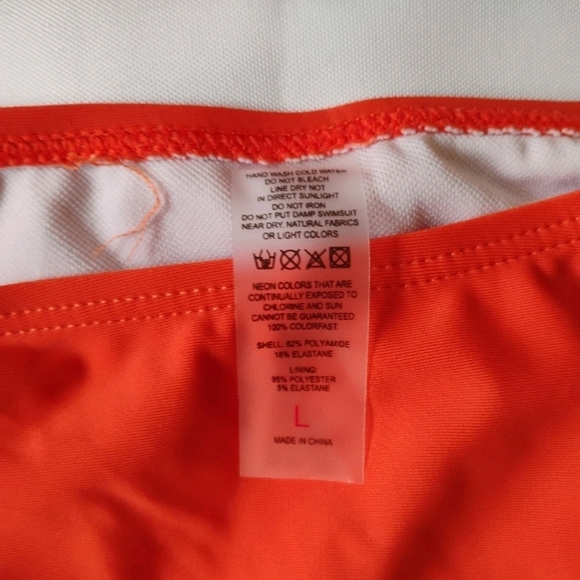 HAND WASH COLD WATER
DO NOT BLEACH
LINE DRY NOT
IN DIRECT SUNLIGHT
DO NOT IRON
DO NOT PUT DAMP SWIMSUIT
NEAR DRY. NATURAL FABRICS
OR LIGHT COLORS
NEON COLORS THAT ARE
CONTINUALLY EXPOSED TO
CHLORINE AND SUN
CANNOT BE GUARANTEED
100% COLORFAST.
SHELL: 82% POLYAMIDE
18% ELASTANE
LINING:
95% POLYESTER
5% ELASTANE
L
MADE IN CHINA